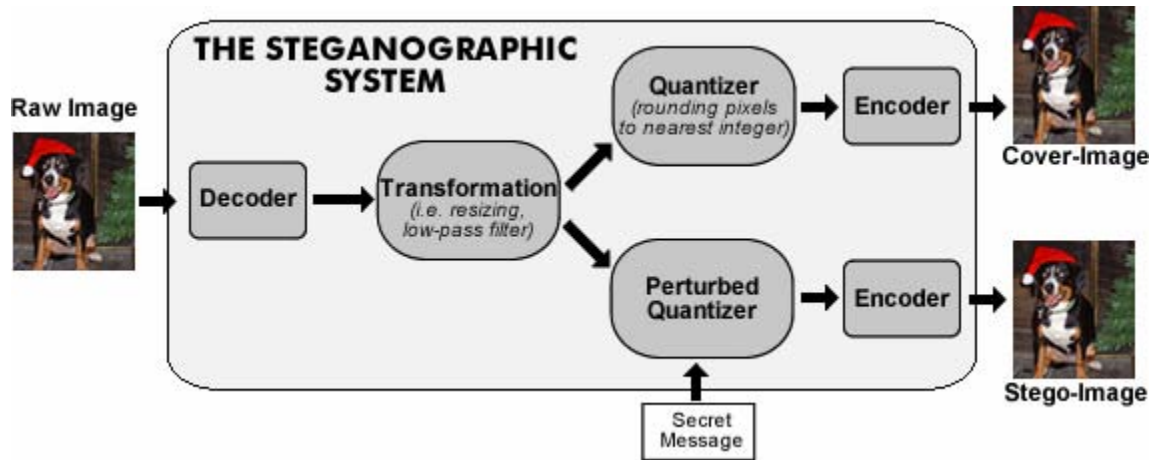 THE STEGANOGRAPHIC
SYSTEM
Raw Image
Decoder
Transformation
(i.e. resizing,
low-pass filter)
Quantizer
(rounding pixels
to nearest integer)
Encoder
Cover-Image
Perturbed
Quantizer
Encoder
Stego-Image
Secret
Message